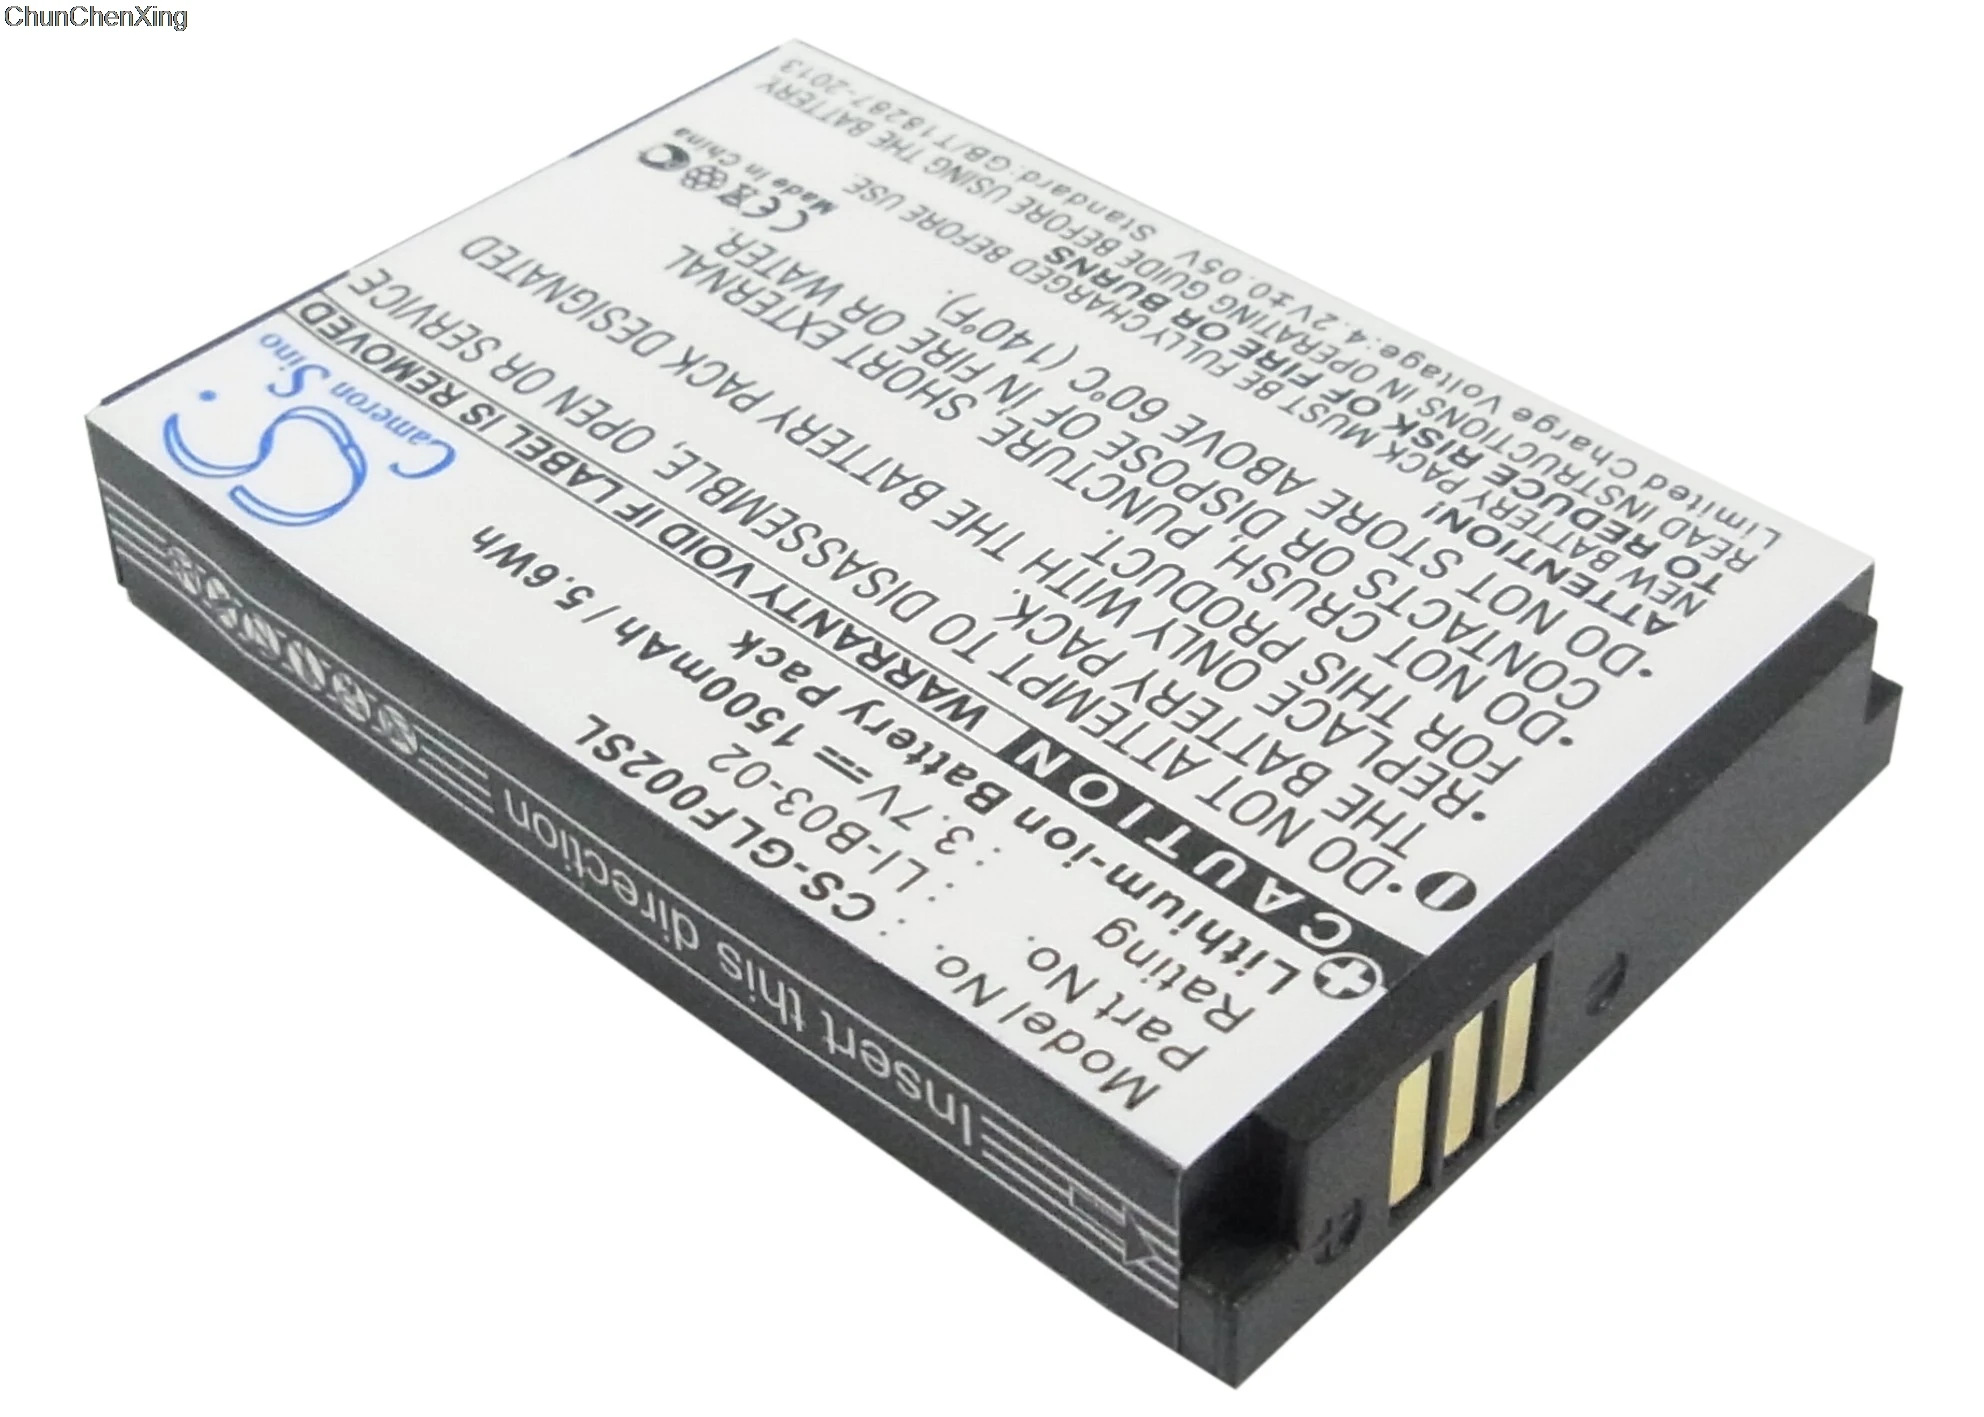 ChunChenXing
Cameron Sino
Model No. : CS-GLF002SL
Part No. : LI-B03-02
Rating : 3.7V 1500mAh / 5.6Wh
Lithium-ion Battery Pack
CAUTION WARRANTY VOID IF LABEL IS REMOVED
•DO NOT ATTEMPT TO DISASSEMBLE, OPEN OR SERVICE
THE BATTERY PACK.
•REPLACE ONLY WITH THE BATTERY PACK DESIGNATED
FOR THIS PRODUCT.
•DO NOT CRUSH, PUNCTURE, SHORT EXTERNAL
CONTACTS OR DISPOSE OF IN FIRE OR WATER.
•DO NOT STORE ABOVE 60°C (140°F).
ATTENTION!
NEW BATTERY PACK MUST BE FULLY CHARGED BEFORE USE.
TO REDUCE RISK OF FIRE OR BURNS
READ INSTRUCTIONS IN OPERATING GUIDE BEFORE USING THE BATTERY
Limited Charge Voltage:4.2V±0.05V Standard:GB/T18287-2013
CE
Made in China
Insert this direction